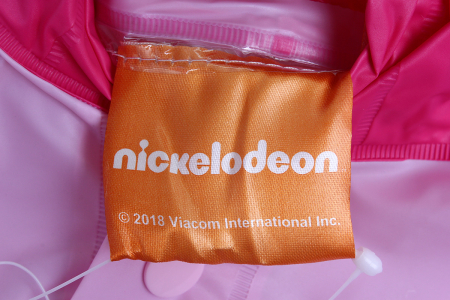 nickelodeon
© 2018 Viacom International Inc.